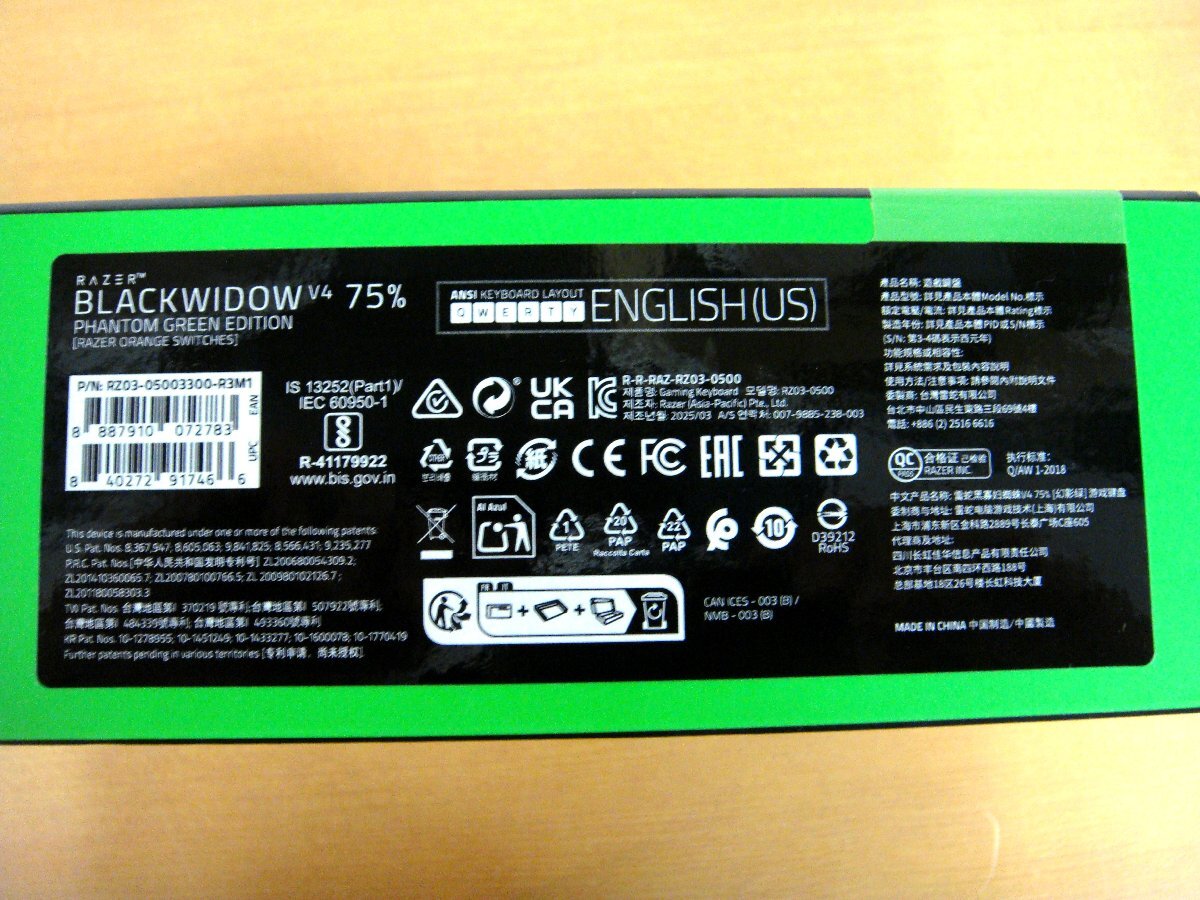 RAZER™
BLACKWIDOW V4 75%
PHANTOM GREEN EDITION
[RAZER ORANGE SWITCHES]
P/N: RZ03-05003300-R3M1
8 887910 072783 EAN
8 40272 91746 6 UPC
IS 13252(Part1)/
IEC 60950-1
R-41179922
www.bis.gov.in
ANSI KEYBOARD LAYOUT
QWERTY
ENGLISH (US)
UK
CA
R-R-RAZ-RZ03-0500
제품명: Gaming Keyboard 모델명: RZ03-0500
제조자: Razer (Asia-Pacific) Pte. Ltd.
제조년월: 2025/03 A/S 연락처: 007-9885-238-003
OTHER
プラ
紙
CE
FC
EAC
Al Azul
1
PETE
20
PAP
Raccolta Carta
22
PAP
10
D39212
RoHS
FR IT
+ +
CAN ICES - 003 (B) /
NMB - 003 (B)
This device is manufactured under one or more of the following patents:
U.S. Pat. Nos. 8,367,947; 8,605,063; 9,841,825; 8,566,431; 9,235,277
P.R.C. Pat Nos. [中华人民共和国发明专利号] ZL200680054309.2;
ZL201410360065.7; ZL200780100766.5; ZL 200980102126.7;
ZL201180058303.3
TW Pat. Nos. 台灣地區第I 370219 號專利; 台灣地區第I 507922號專利;
台灣地區第I 484339號專利; 台灣地區第I 493360號專利
KR Pat. Nos. 10-1278955; 10-1451249; 10-1433277; 10-1600078; 10-1770419
Further patents pending in various territories [专利申请，尚未授权].
產品名稱: 遊戲鍵盤
產品型號: 詳見產品本體Model No.標示
額定電壓/電流: 詳見產品本體Rating標示
製造年份: 詳見產品本體PID或S/N標示
(S/N: 第3-4碼表示西元年)
功能規格或相容性:
詳見系統需求及包裝內容說明
使用方法/注意事項: 請參閱內附說明文件
委製商: 台灣雷蛇有限公司
台北市中山區民生東路三段69號4樓
電話: +886 (2) 2516 6616
QC PASS 合格证 已检验
RAZER INC.
执行标准:
Q/AW 1-2018
中文产品名称: 雷蛇黑寡妇蜘蛛V4 75% [幻影绿] 游戏键盘
委制商与地址: 雷蛇电脑游戏技术(上海)有限公司
上海市浦东新区金科路2889号长泰广场C座605
代理商与地址:
四川长虹佳华信息产品有限责任公司
北京市丰台区南四环西路188号
总部基地18区26号楼长虹科技大厦
MADE IN CHINA 中国制造/中國製造